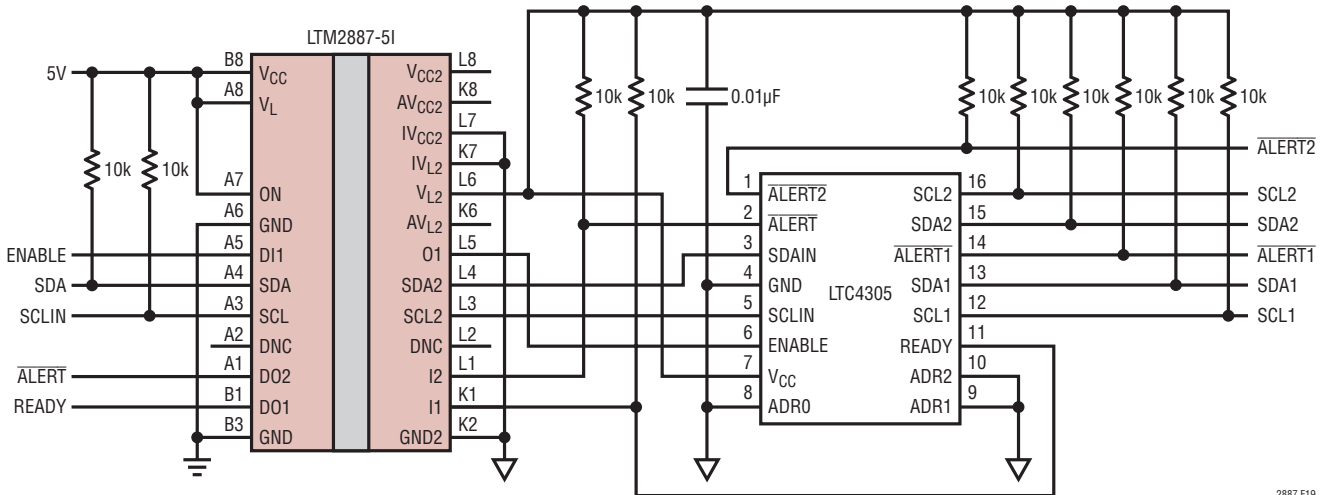 LTM2887-5I
5V
B8
VCC
A8
VL
10k
10k
A7
ON
A6
GND
ENABLE
A5
DI1
SDA
A4
SDA
SCLIN
A3
SCL
A2
DNC
ALERT
A1
DO2
READY
B1
DO1
B3
GND
VCC2
L8
AVCC2
K8
IVCC2
L7
IVL2
K7
VL2
L6
AVL2
K6
O1
L5
SDA2
L4
SCL2
L3
DNC
L2
I2
L1
I1
K1
GND2
K2
10k
10k
0.01µF
10k
10k
10k
10k
10k
10k
LTC4305
1
ALERT2
2
ALERT
3
SDAIN
4
GND
5
SCLIN
6
ENABLE
7
VCC
8
ADR0
SCL2
16
SDA2
15
ALERT1
14
SDA1
13
SCL1
12
READY
11
ADR2
10
ADR1
9
ALERT2
SCL2
SDA2
ALERT1
SDA1
SCL1
2887 F19